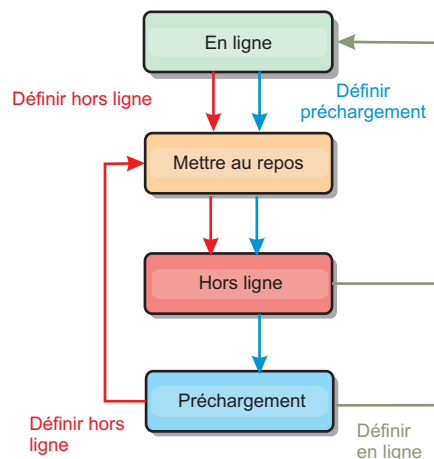 En ligne
Définir hors ligne
Définir
préchargement
Mettre au repos
Hors ligne
Préchargement
Définir hors
ligne
Définir
en ligne